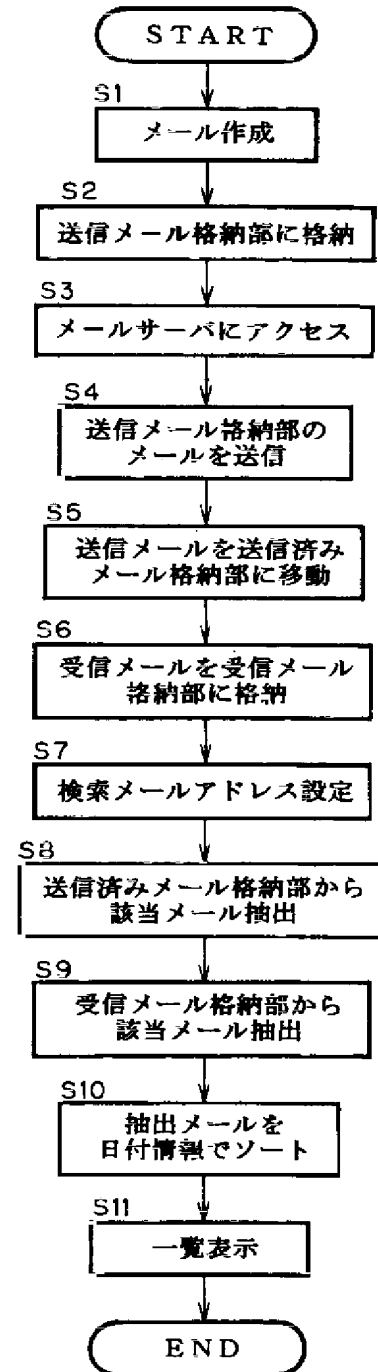 START
S1
メール作成
S2
送信メール格納部に格納
S3
メールサーバにアクセス
S4
送信メール格納部の
メールを送信
S5
送信メールを送信済み
メール格納部に移動
S6
受信メールを受信メール
格納部に格納
S7
検索メールアドレス設定
S8
送信済みメール格納部から
該当メール抽出
S9
受信メール格納部から
該当メール抽出
S10
抽出メールを
日付情報でソート
S11
一覧表示
END